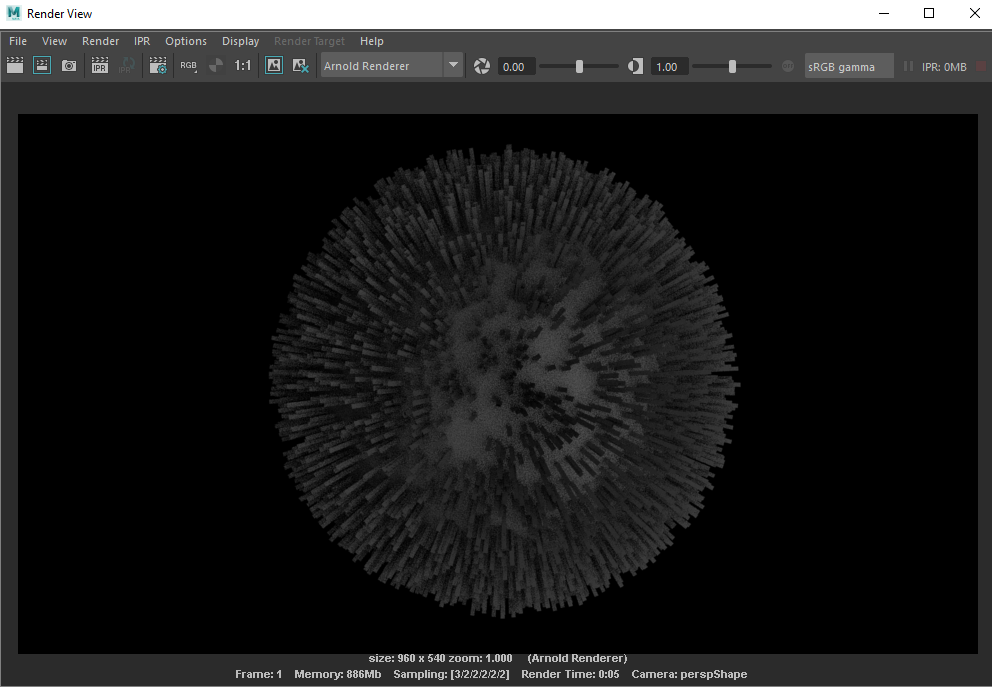 Render View
File View Render IPR Options Display Render Target Help
IPR IPR RGB 1:1 Arnold Renderer 0.00 1.00 sRGB gamma IPR: 0MB
size: 960 x 540 zoom: 1.000 (Arnold Renderer)
Frame: 1 Memory: 886Mb Sampling: [3/2/2/2/2/2] Render Time: 0:05 Camera: perspShape